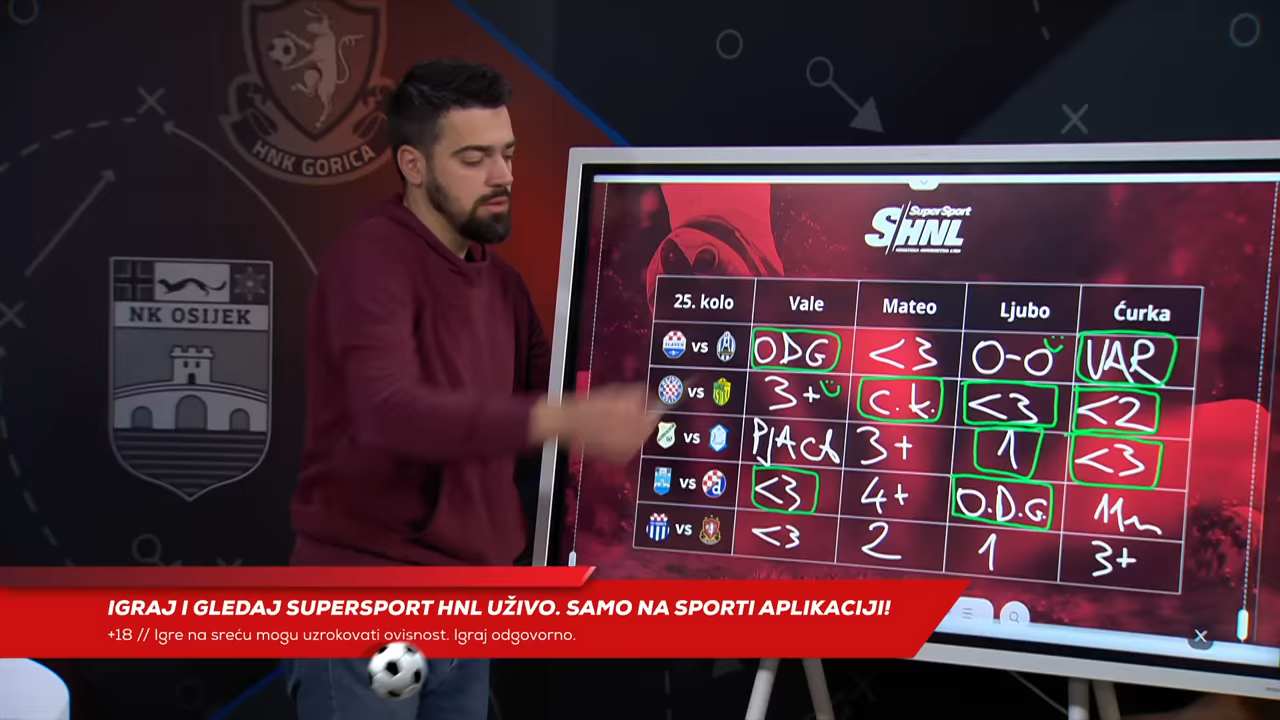 HNK GORICA
NK OSIJEK
SuperSport
SHNL
25. kolo Vale Mateo Ljubo Ćurka
vs ODG <3 0-0 VAR
vs 3+ c.k. <3 <2
vs PJACA 3+ 1 <3
vs <3 4+ O.D.G. 11m
vs <3 2 1 3+
IGRAJ I GLEDAJ SUPERSPORT HNL UŽIVO. SAMO NA SPORTI APLIKACIJI!
+18 // Igre na sreću mogu uzrokovati ovisnost. Igraj odgovorno.